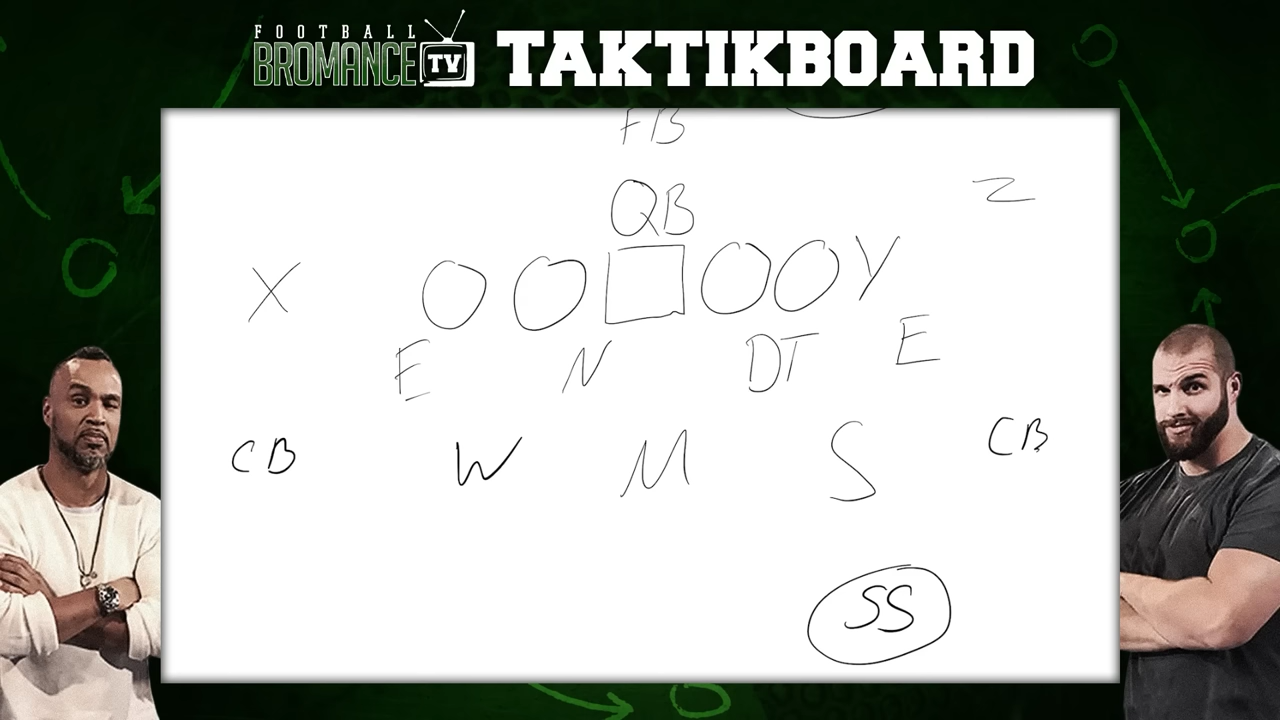 FOOTBALL
BROMANCE TV
TAKTIKBOARD
FB
QB
Z
X
Y
E
N
DT
E
CB
W
M
S
CB
SS